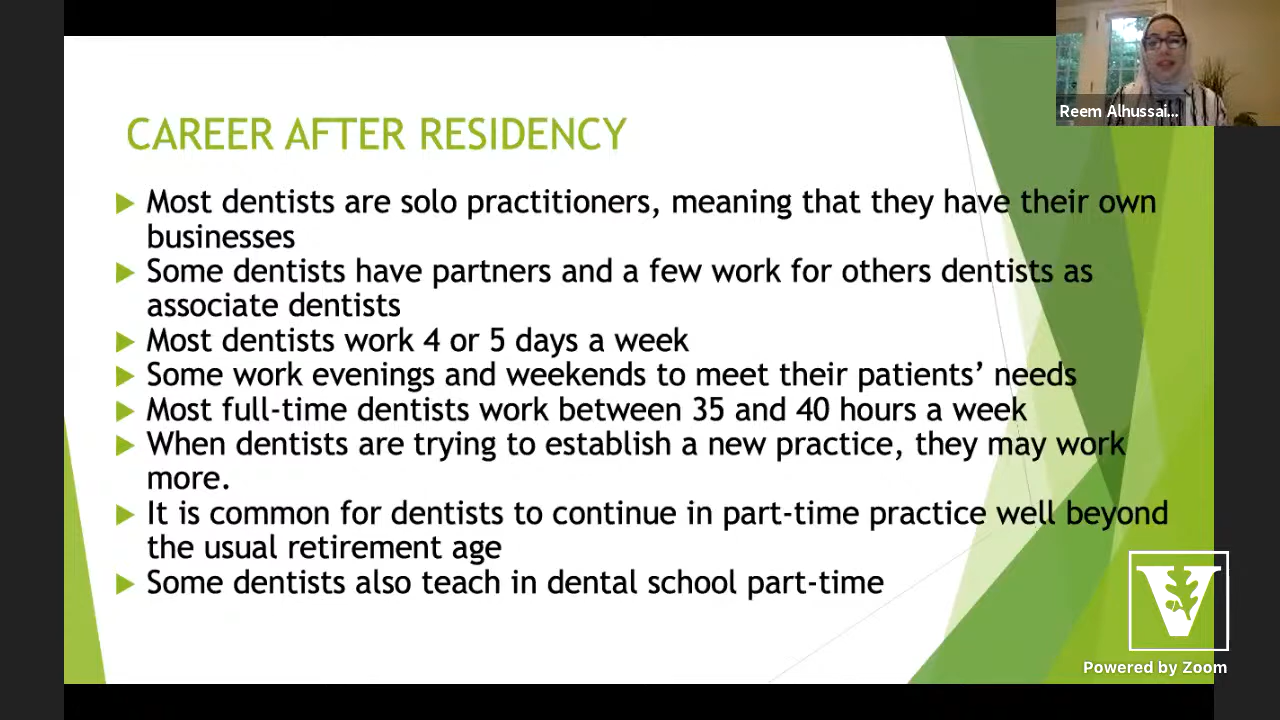 Reem Alhussai...
CAREER AFTER RESIDENCY
Most dentists are solo practitioners, meaning that they have their own
businesses
Some dentists have partners and a few work for others dentists as
associate dentists
Most dentists work 4 or 5 days a week
Some work evenings and weekends to meet their patients’ needs
Most full-time dentists work between 35 and 40 hours a week
When dentists are trying to establish a new practice, they may work
more.
It is common for dentists to continue in part-time practice well beyond
the usual retirement age
Some dentists also teach in dental school part-time
V
Powered by Zoom